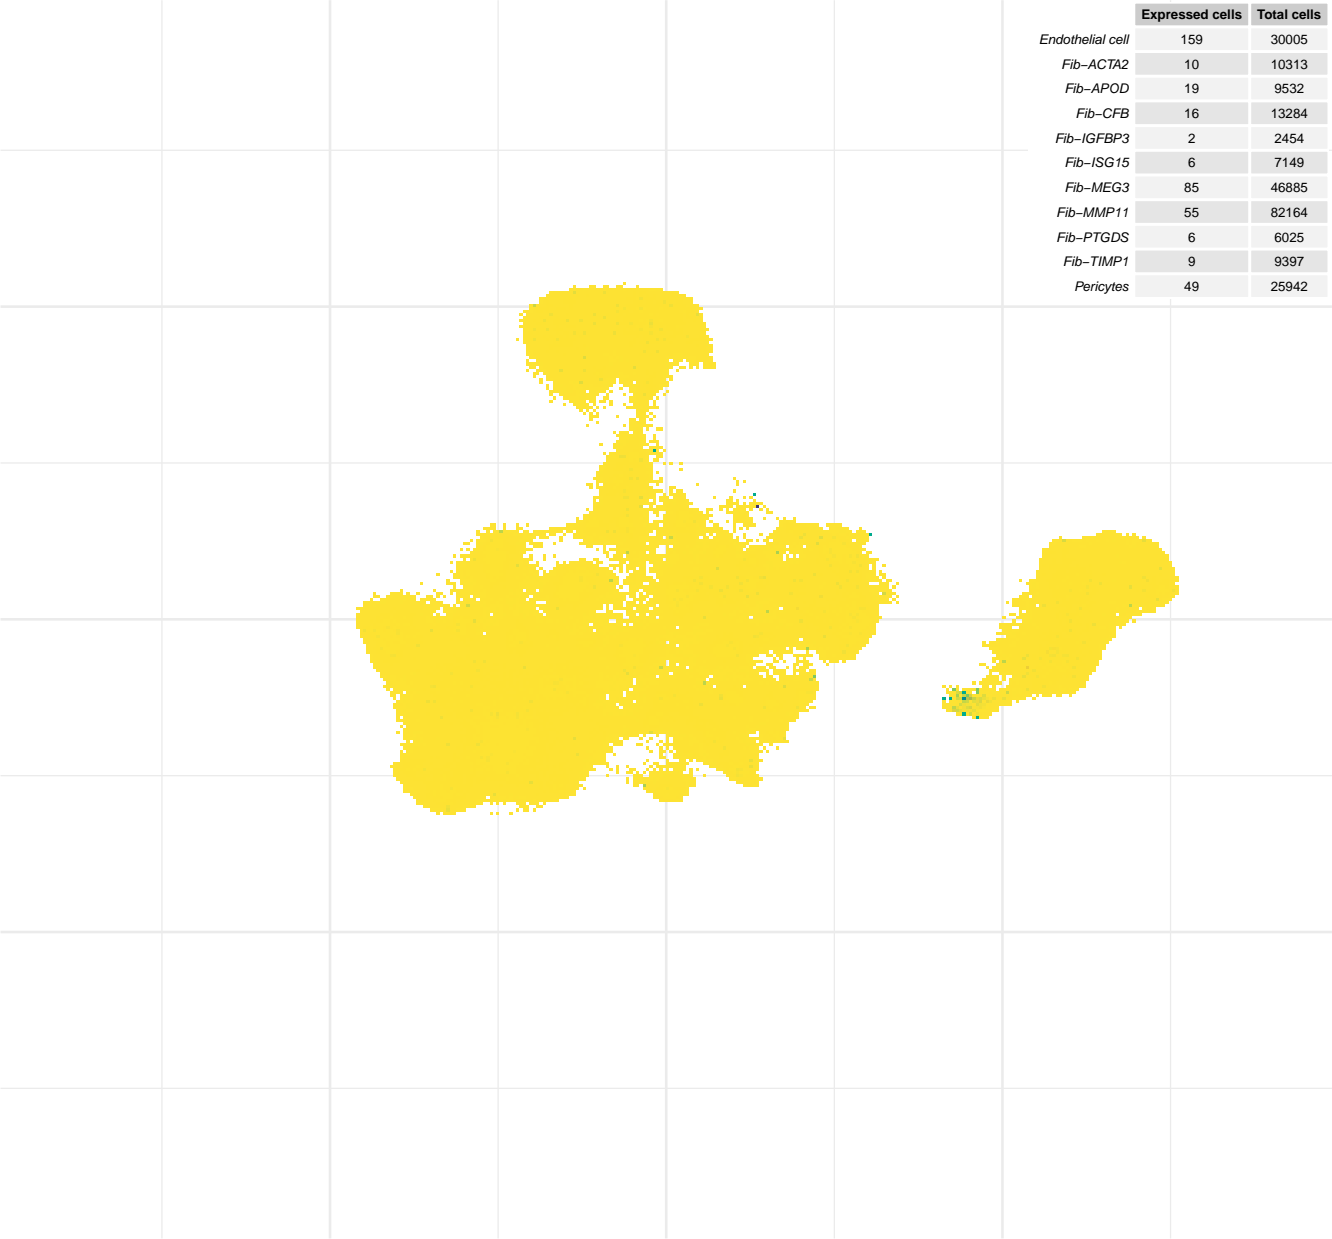 Expressed cells Total cells
Endothelial cell 159 30005
Fib−ACTA2 10 10313
Fib−APOD 19 9532
Fib−CFB 16 13284
Fib−IGFBP3 2 2454
Fib−ISG15 6 7149
Fib−MEG3 85 46885
Fib−MMP11 55 82164
Fib−PTGDS 6 6025
Fib−TIMP1 9 9397
Pericytes 49 25942